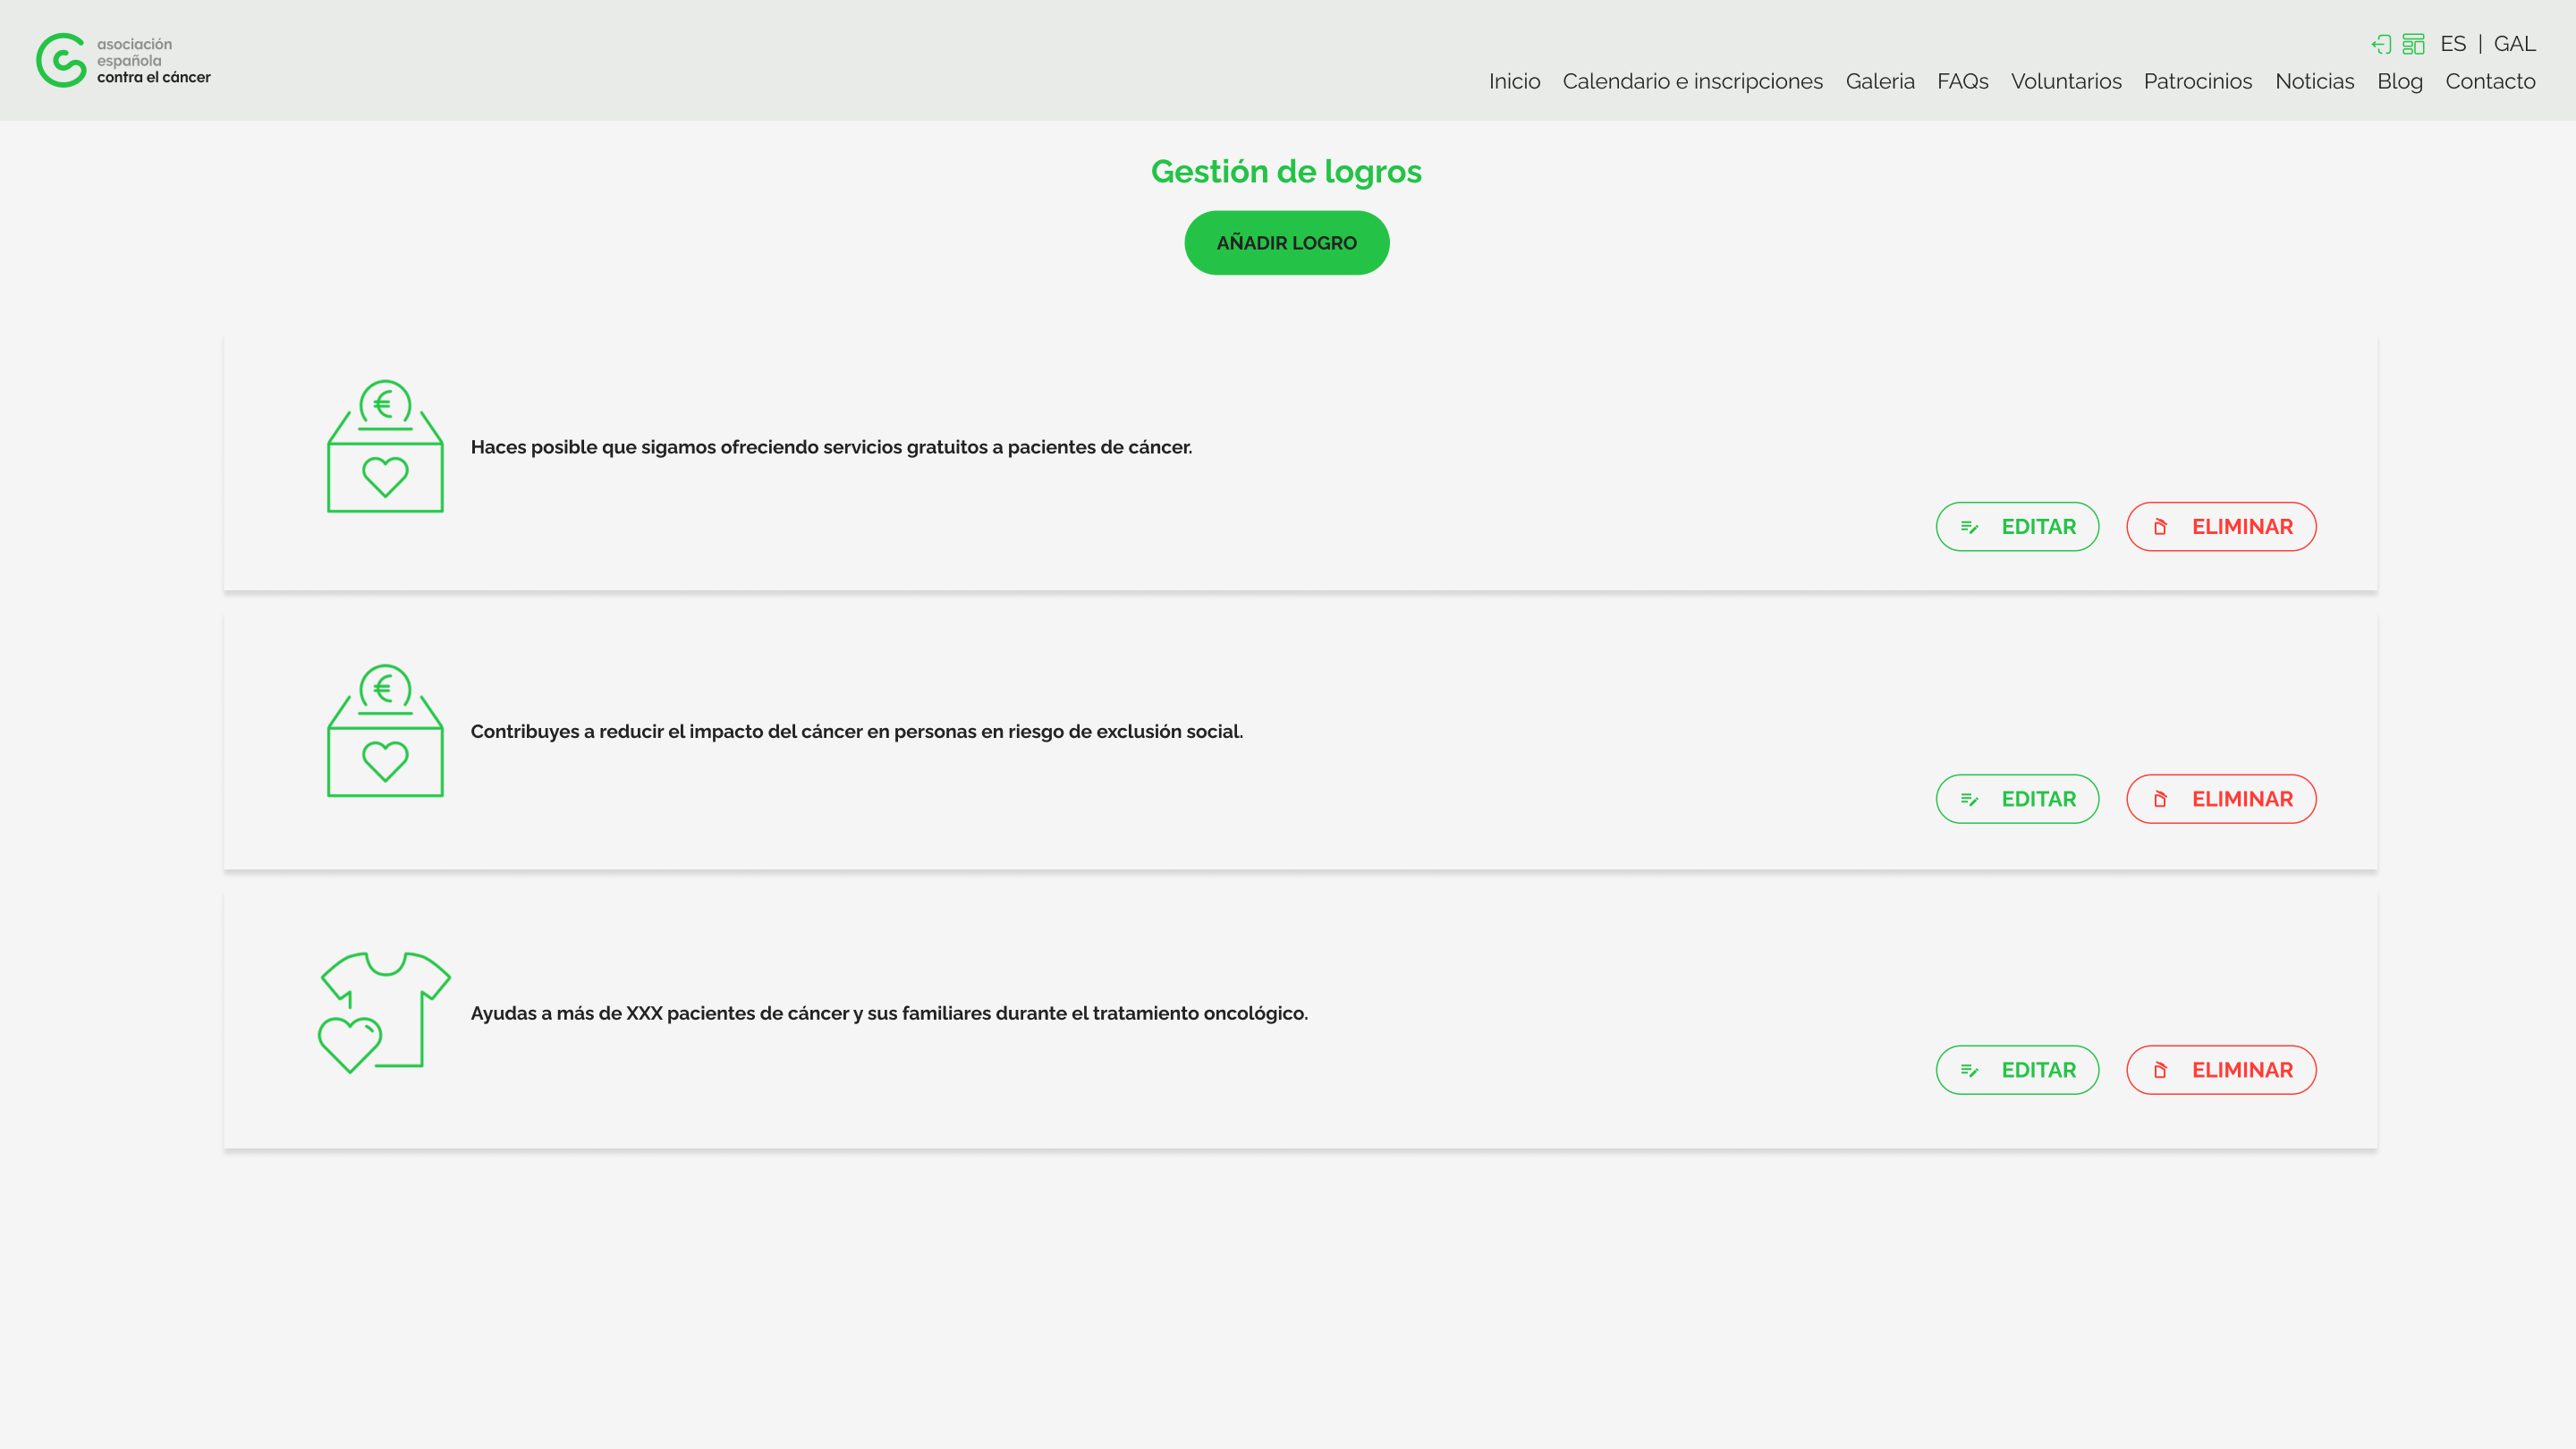 asociación
española
contra el cáncer
ES | GAL
Inicio Calendario e inscripciones Galeria FAQs Voluntarios Patrocinios Noticias Blog Contacto
Gestión de logros
AÑADIR LOGRO
€
Haces posible que sigamos ofreciendo servicios gratuitos a pacientes de cáncer.
EDITAR ELIMINAR
€
Contribuyes a reducir el impacto del cáncer en personas en riesgo de exclusión social.
EDITAR ELIMINAR
Ayudas a más de XXX pacientes de cáncer y sus familiares durante el tratamiento oncológico.
EDITAR ELIMINAR